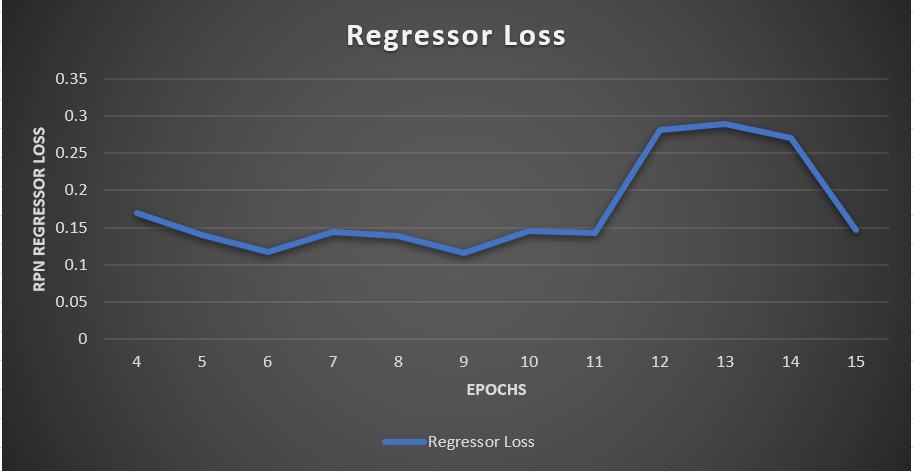 Regressor Loss
RPN REGRESSOR LOSS
0.35
0.3
0.25
0.2
0.15
0.1
0.05
0
4 5 6 7 8 9 10 11 12 13 14 15
EPOCHS
Regressor Loss